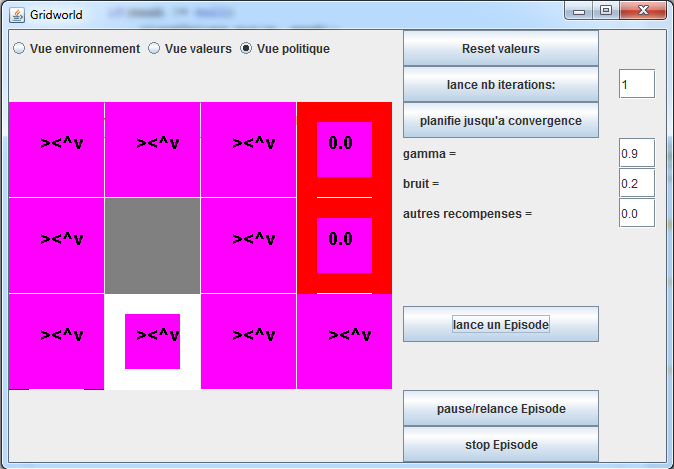 Gridworld
Vue environnement Vue valeurs Vue politique
Reset valeurs
lance nb iterations: 1
planifie jusqu'a convergence
gamma = 0.9
bruit = 0.2
autres recompenses = 0.0
><^v ><^v ><^v 0.0
><^v ><^v 0.0
><^v ><^v ><^v ><^v
lance un Episode
pause/relance Episode
stop Episode